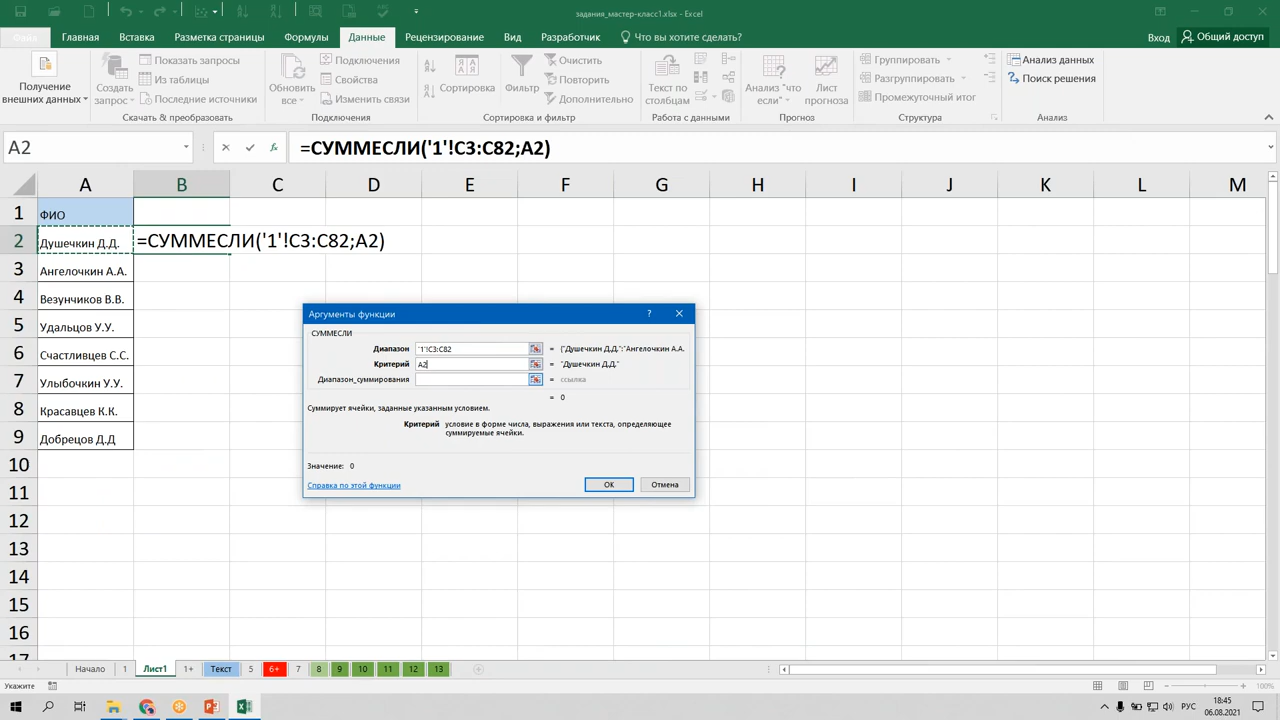 задания_мастер-класс1.xlsx - Excel
Файл Главная Вставка Разметка страницы Формулы Данные Рецензирование Вид Разработчик Что вы хотите сделать? Вход Общий доступ
Получение внешних данных
Создать запрос
Показать запросы
Из таблицы
Последние источники
Скачать & преобразовать
Обновить все
Подключения
Свойства
Изменить связи
Подключения
Сортировка
Фильтр
Очистить
Повторить
Дополнительно
Сортировка и фильтр
Текст по столбцам
Работа с данными
Анализ "что если"
Лист прогноза
Прогноз
Группировать
Разгруппировать
Промежуточный итог
Структура
Анализ данных
Поиск решения
Анализ
A2 fx =СУММЕСЛИ('1'!C3:C82;A2)
A B C D E F G H I J K L M
1 ФИО
2 Душечкин Д.Д. =СУММЕСЛИ('1'!C3:C82;A2)
3 Ангелочкин А.А.
4 Везунчиков В.В.
5 Удальцов У.У.
6 Счастливцев С.С.
7 Улыбочкин У.У.
8 Красавцев К.К.
9 Добрецов Д.Д
10
11
12
13
14
15
16
17
Аргументы функции ?
СУММЕСЛИ
Диапазон '1'!C3:C82 = {"Душечкин Д.Д.":"Ангелочкин А.А.
Критерий A2 = "Душечкин Д.Д."
Диапазон_суммирования = ссылка
= 0
Суммирует ячейки, заданные указанным условием.
Критерий условие в форме числа, выражения или текста, определяющее
суммируемые ячейки.
Значение: 0
Справка по этой функции
ОК Отмена
Начало 1 Лист1 1+ Текст 5 6+ 7 8 9 10 11 12 13
Укажите 100%
РУС
18:45
06.08.2021